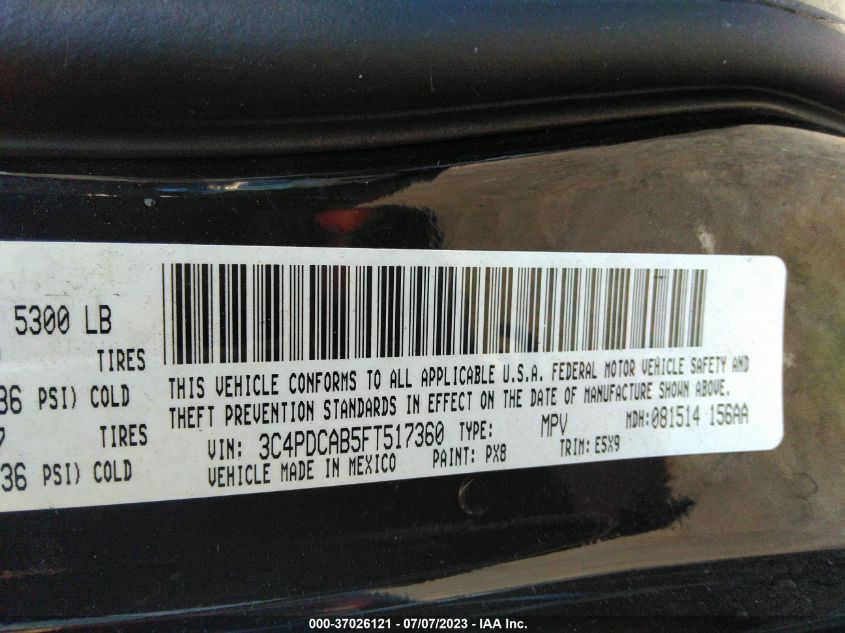 5300 LB
TIRES
36 PSI) COLD
TIRES
36 PSI) COLD
THIS VEHICLE CONFORMS TO ALL APPLICABLE U.S.A. FEDERAL MOTOR VEHICLE SAFETY AND
THEFT PREVENTION STANDARDS IN EFFECT ON THE DATE OF MANUFACTURE SHOWN ABOVE.
VIN: 3C4PDCAB5FT517360 TYPE: MPV MDH:081514 156AA
VEHICLE MADE IN MEXICO PAINT: PX8 TRIM: E5X9
000-37026121 - 07/07/2023 - IAA Inc.